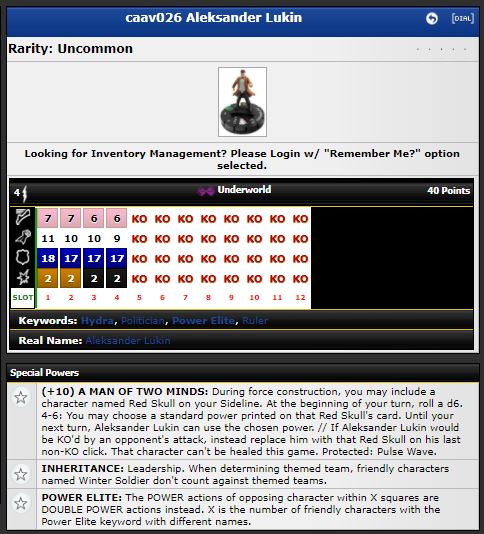 caav026 Aleksander Lukin
[DIAL]
Rarity: Uncommon
Looking for Inventory Management? Please Login w/ "Remember Me?" option
selected.
4 Underworld 40 Points
7 7 6 6 KO KO KO KO KO KO KO KO
11 10 10 9 KO KO KO KO KO KO KO KO
18 17 17 17 KO KO KO KO KO KO KO KO
2 2 2 2 KO KO KO KO KO KO KO KO
SLOT 1 2 3 4 5 6 7 8 9 10 11 12
Keywords: Hydra, Politician, Power Elite, Ruler
Real Name: Aleksander Lukin
Special Powers
(+10) A MAN OF TWO MINDS: During force construction, you may include a
character named Red Skull on your Sideline. At the beginning of your turn, roll a d6.
4-6: You may choose a standard power printed on that Red Skull's card. Until your
next turn, Aleksander Lukin can use the chosen power. // If Aleksander Lukin would
be KO'd by an opponent's attack, instead replace him with that Red Skull on his last
non-KO click. That character can't be healed this game. Protected: Pulse Wave.
INHERITANCE: Leadership. When determining themed team, friendly characters
named Winter Soldier don't count against themed teams.
POWER ELITE: The POWER actions of opposing character within X squares are
DOUBLE POWER actions instead. X is the number of friendly characters with the
Power Elite keyword with different names.